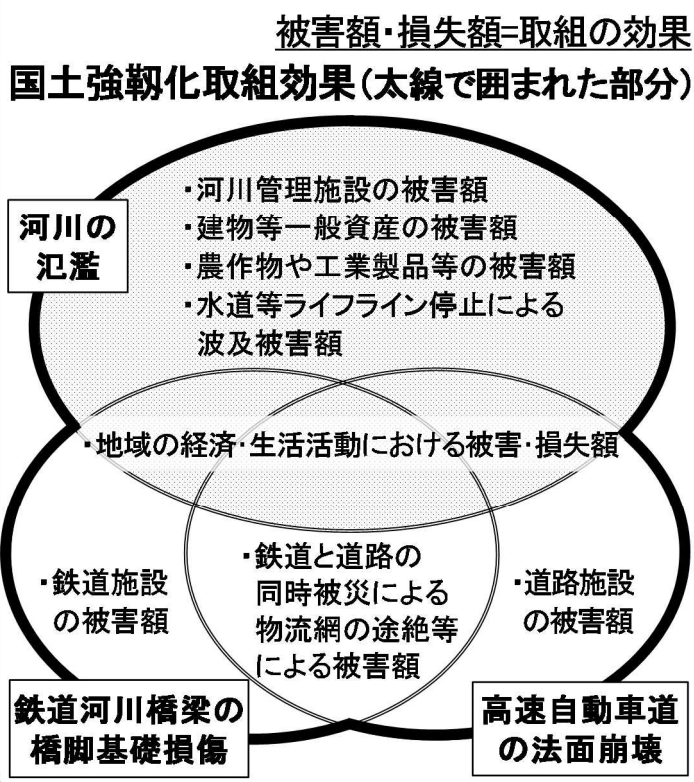 被害額・損失額=取組の効果
国土強靱化取組効果(太線で囲まれた部分)
河川の
氾濫
・河川管理施設の被害額
・建物等一般資産の被害額
・農作物や工業製品等の被害額
・水道等ライフライン停止による
波及被害額
・地域の経済・生活活動における被害・損失額
・鉄道施設
の被害額
・鉄道と道路の
同時被災による
物流網の途絶等
による被害額
・道路施設
の被害額
鉄道河川橋梁の
橋脚基礎損傷
高速自動車道
の法面崩壊